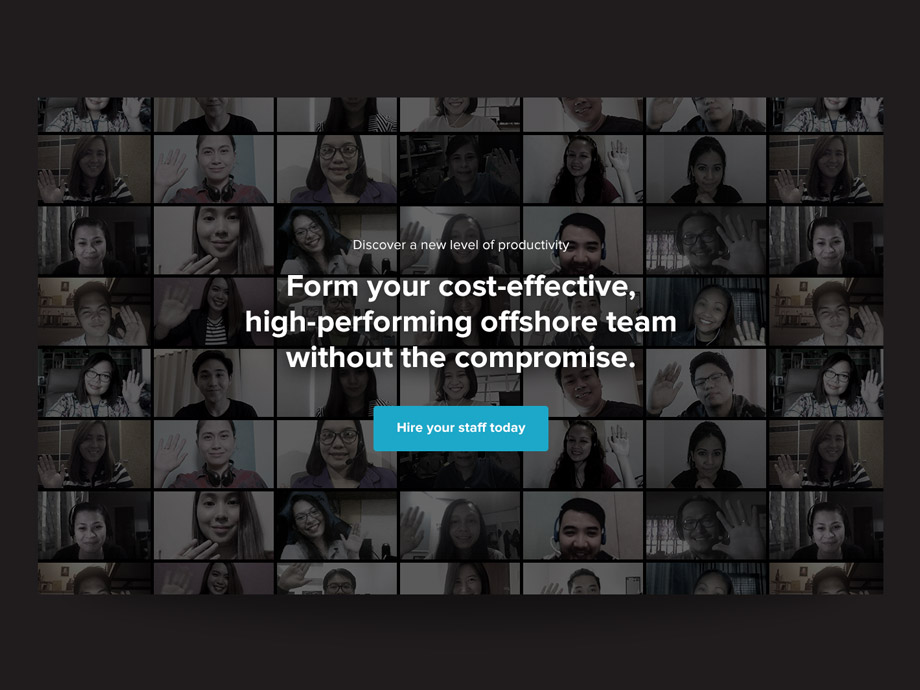 Discover a new level of productivity
Form your cost-effective,
high-performing offshore team
without the compromise.
Hire your staff today